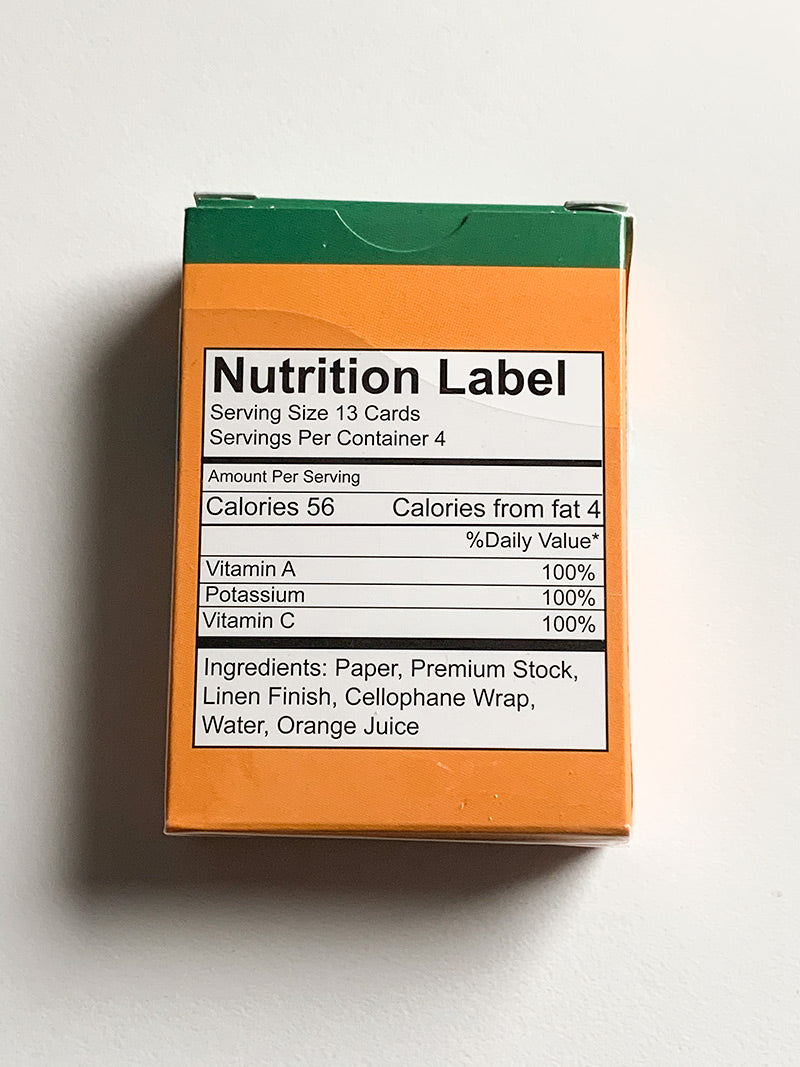 Nutrition Label
Serving Size 13 Cards
Servings Per Container 4
Amount Per Serving
Calories 56 Calories from fat 4
%Daily Value*
Vitamin A 100%
Potassium 100%
Vitamin C 100%
Ingredients: Paper, Premium Stock,
Linen Finish, Cellophane Wrap,
Water, Orange Juice